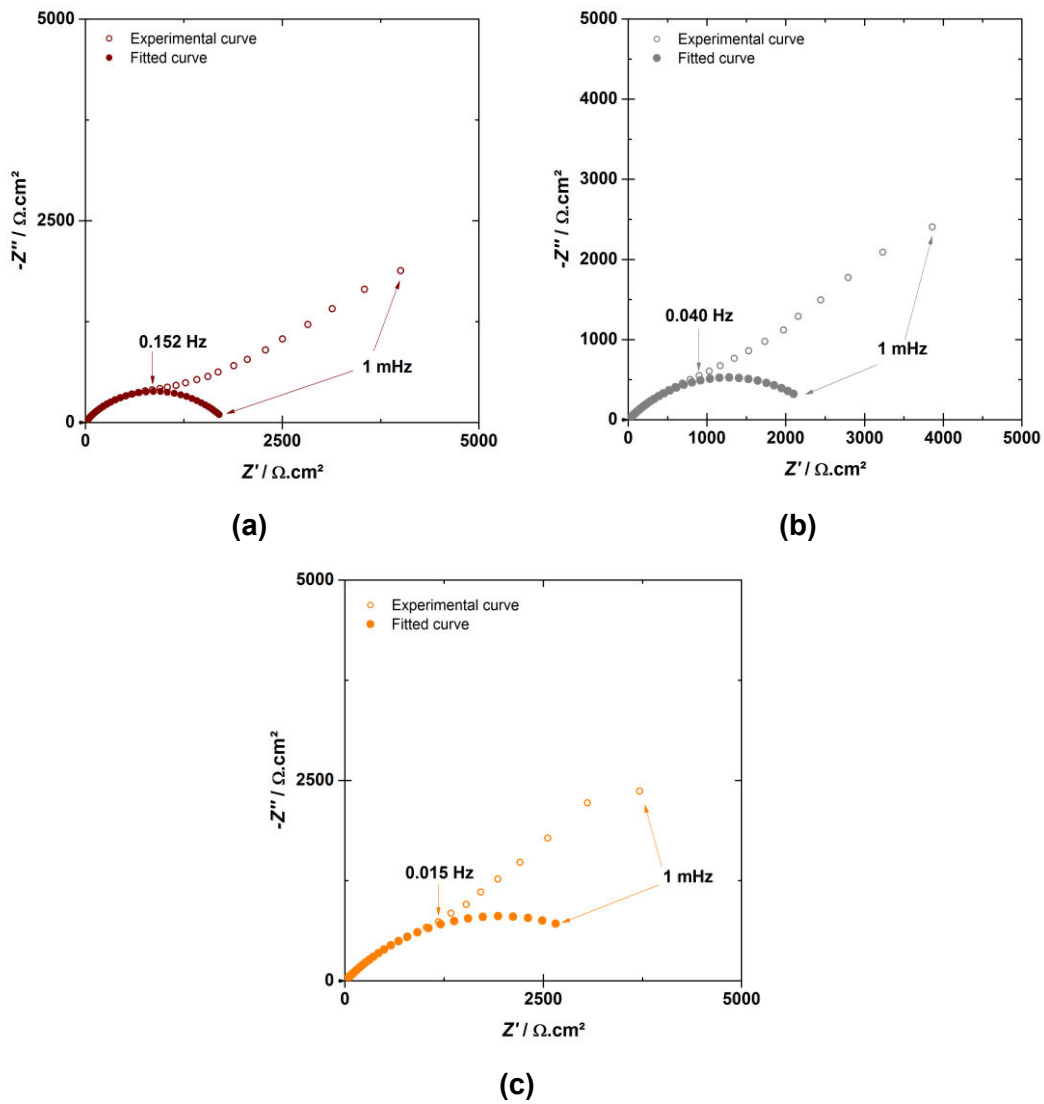 5000
Experimental curve
Fitted curve
-Z'' / Ω.cm²
2500
0.152 Hz
1 mHz
0
0
2500
5000
Z' / Ω.cm²
(a)
5000
Experimental curve
Fitted curve
4000
3000
-Z'' / Ω.cm²
2000
0.040 Hz
1000
1 mHz
0
0
1000
2000
3000
4000
5000
Z' / Ω.cm²
(b)
5000
Experimental curve
Fitted curve
-Z'' / Ω.cm²
2500
0.015 Hz
1 mHz
0
0
2500
5000
Z' / Ω.cm²
(c)